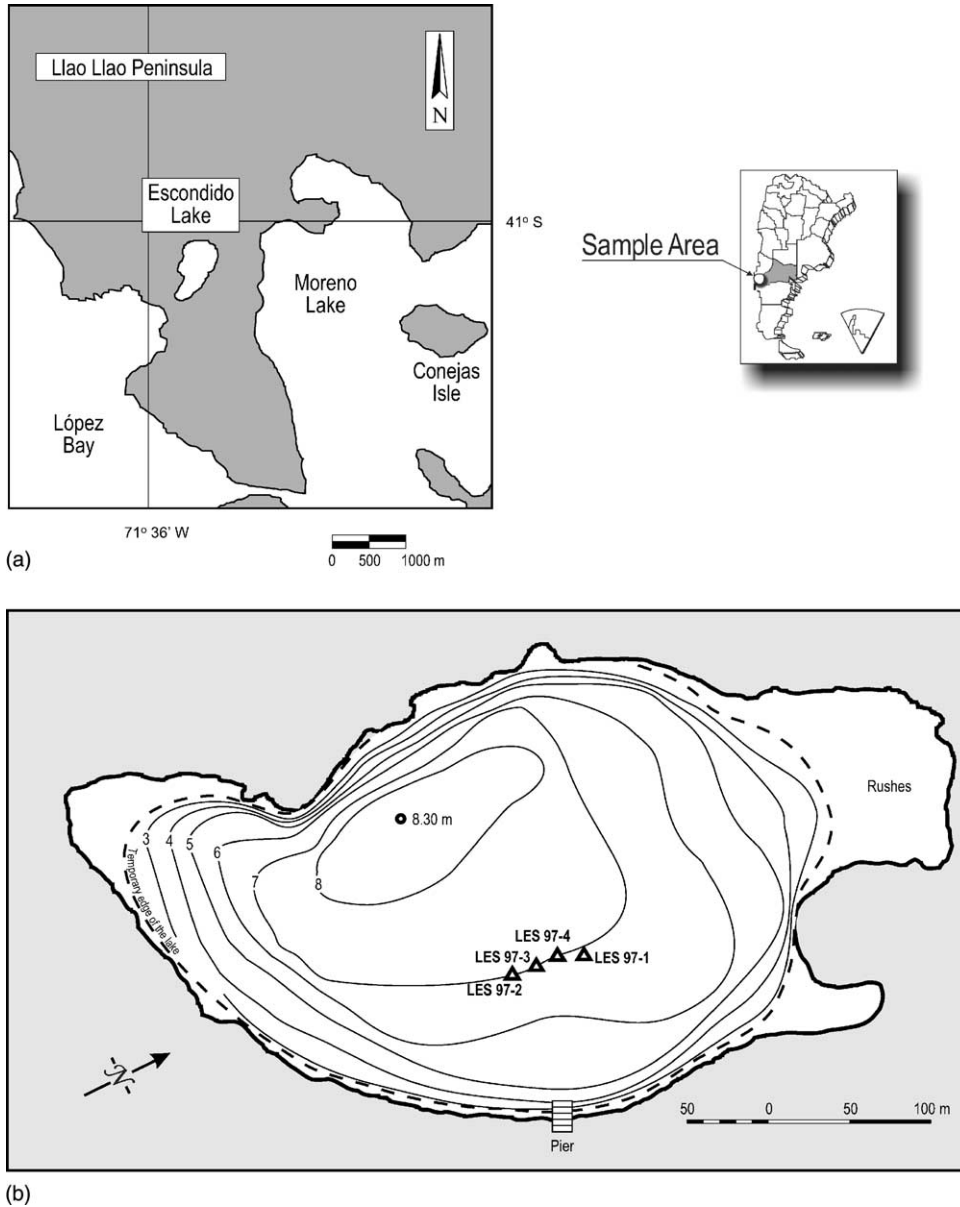 Llao Llao Peninsula
N
Escondido
Lake
41º S
Moreno
Lake
Conejas
Isle
López
Bay
71º 36' W
0 500 1000 m
(a)
Sample Area
Rushes
8.30 m
3
4
5
6
7
8
Temporary edge of the lake
LES 97-4
LES 97-3
LES 97-1
LES 97-2
N
50 0 50 100 m
Pier
(b)